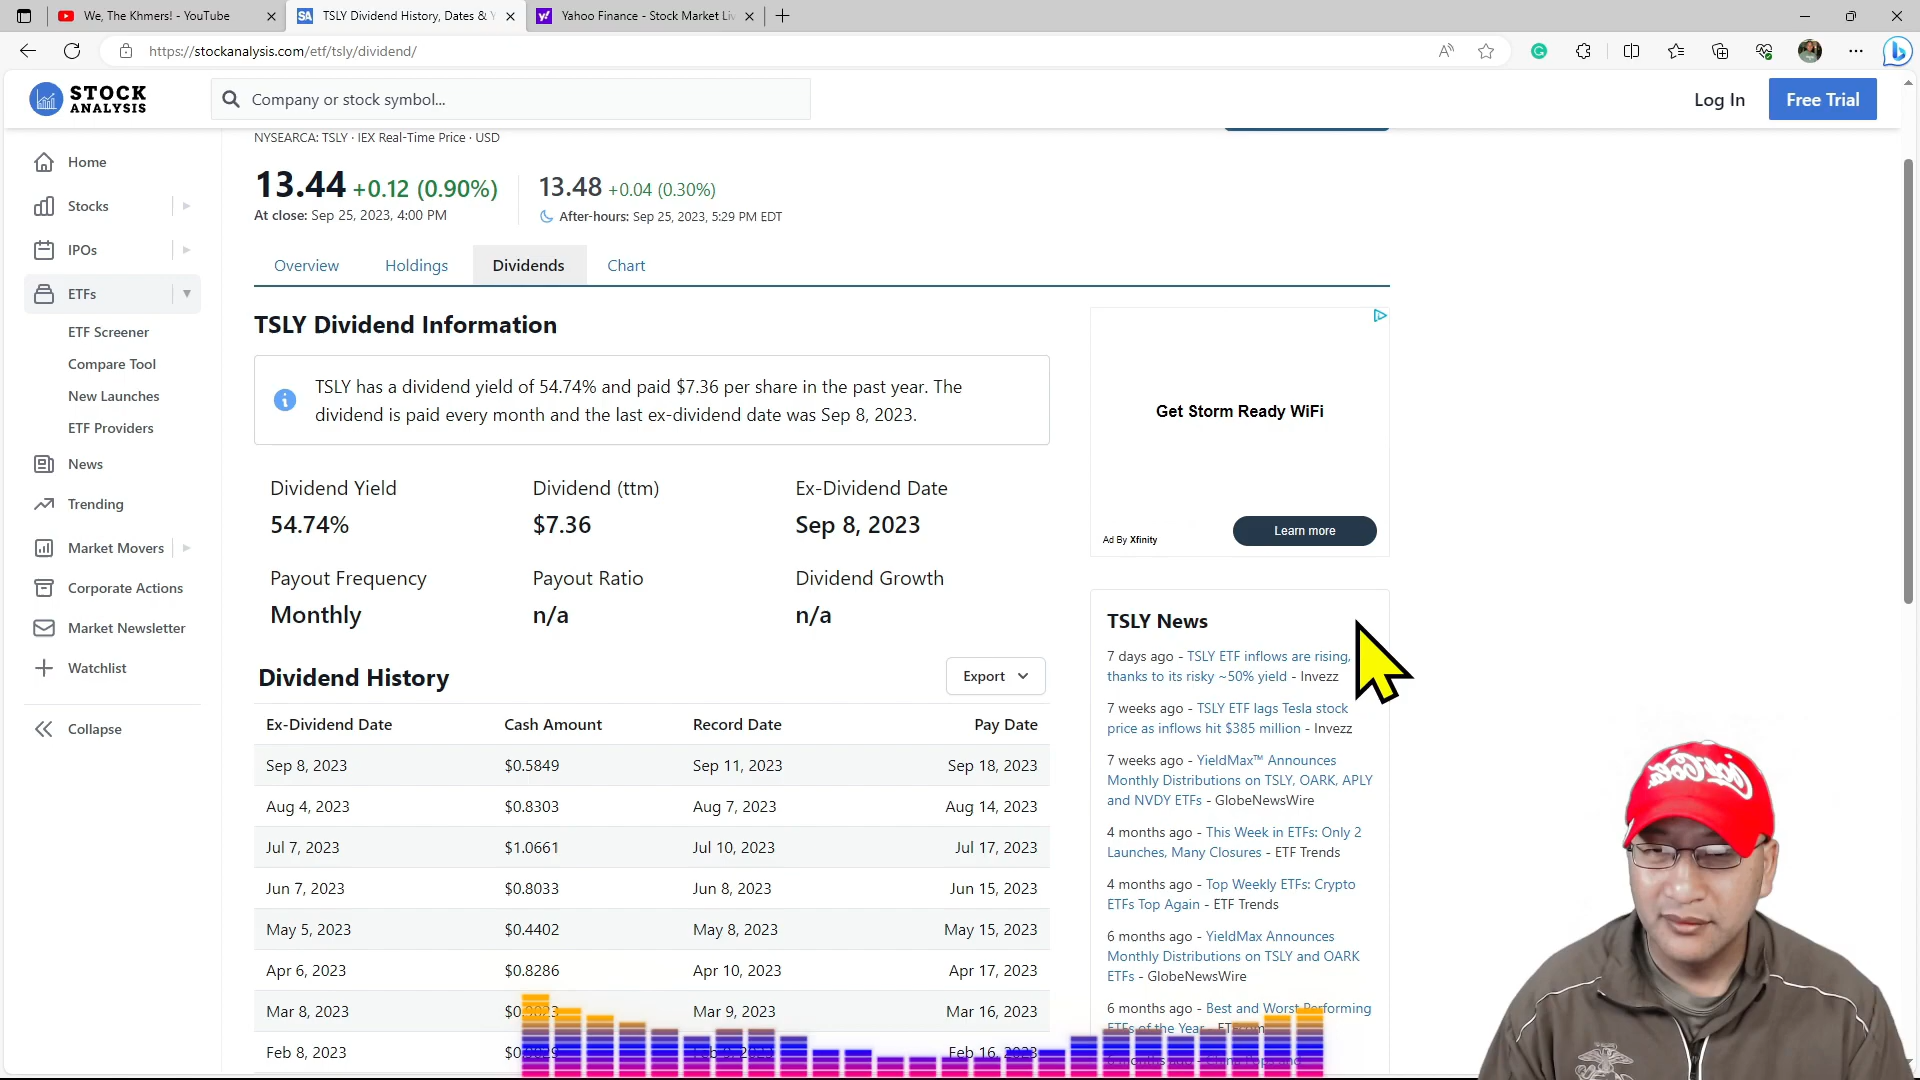 We, The Khmers! - YouTube
TSLY Dividend History, Dates & Y
Yahoo Finance - Stock Market Liv
https://stockanalysis.com/etf/tsly/dividend/
STOCK
ANALYSIS
Company or stock symbol...
Log In
Free Trial
Home
Stocks
IPOs
ETFs
ETF Screener
Compare Tool
New Launches
ETF Providers
News
Trending
Market Movers
Corporate Actions
Market Newsletter
Watchlist
Collapse
NYSEARCA: TSLY · IEX Real-Time Price · USD
13.44 +0.12 (0.90%)
At close: Sep 25, 2023, 4:00 PM
13.48 +0.04 (0.30%)
After-hours: Sep 25, 2023, 5:29 PM EDT
Overview Holdings Dividends Chart
TSLY Dividend Information
TSLY has a dividend yield of 54.74% and paid $7.36 per share in the past year. The
dividend is paid every month and the last ex-dividend date was Sep 8, 2023.
Dividend Yield Dividend (ttm) Ex-Dividend Date
54.74% $7.36 Sep 8, 2023
Payout Frequency Payout Ratio Dividend Growth
Monthly n/a n/a
Dividend History
Export
Ex-Dividend Date Cash Amount Record Date Pay Date
Sep 8, 2023 $0.5849 Sep 11, 2023 Sep 18, 2023
Aug 4, 2023 $0.8303 Aug 7, 2023 Aug 14, 2023
Jul 7, 2023 $1.0661 Jul 10, 2023 Jul 17, 2023
Jun 7, 2023 $0.8033 Jun 8, 2023 Jun 15, 2023
May 5, 2023 $0.4402 May 8, 2023 May 15, 2023
Apr 6, 2023 $0.8286 Apr 10, 2023 Apr 17, 2023
Mar 8, 2023 Mar 9, 2023 Mar 16, 2023
Feb 8, 2023 Feb 9, 2023 Feb 16, 2023
Get Storm Ready WiFi
Ad By Xfinity
Learn more
TSLY News
7 days ago - TSLY ETF inflows are rising,
thanks to its risky ~50% yield - Invezz
7 weeks ago - TSLY ETF lags Tesla stock
price as inflows hit $385 million - Invezz
7 weeks ago - YieldMax™ Announces
Monthly Distributions on TSLY, OARK, APLY
and NVDY ETFs - GlobeNewsWire
4 months ago - This Week in ETFs: Only 2
Launches, Many Closures - ETF Trends
4 months ago - Top Weekly ETFs: Crypto
ETFs Top Again - ETF Trends
6 months ago - YieldMax Announces
Monthly Distributions on TSLY and OARK
ETFs - GlobeNewsWire
6 months ago - Best and Worst Performing
ETFs of the Year
Coca-Cola